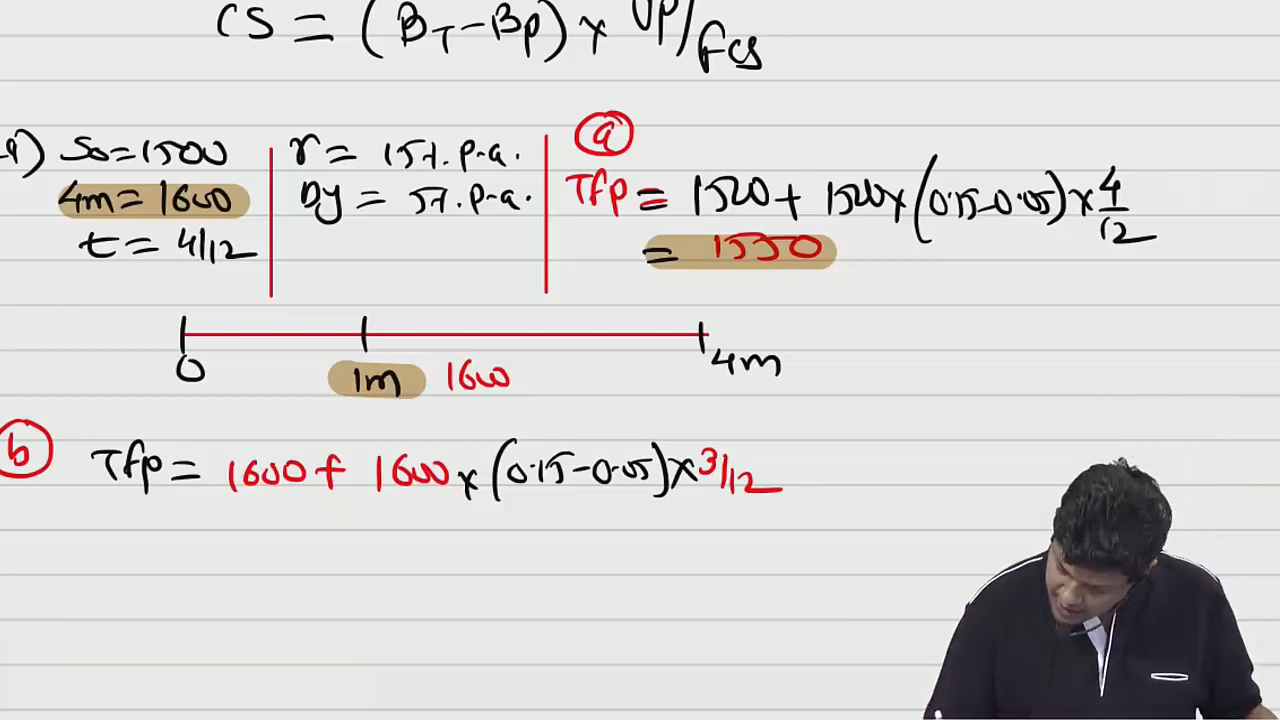 CS = (BT - BP) × VP/FCS
So = 1500
4m = 1600
t = 4/12
r = 15%. p.a.
Dy = 5%. p.a.
a
Tfp = 1500 + 1500 × (0.15-0.05) × 4/12
= 1550
0
1m 1600
4m
b Tfp = 1600 + 1600 × (0.15-0.05) × 3/12